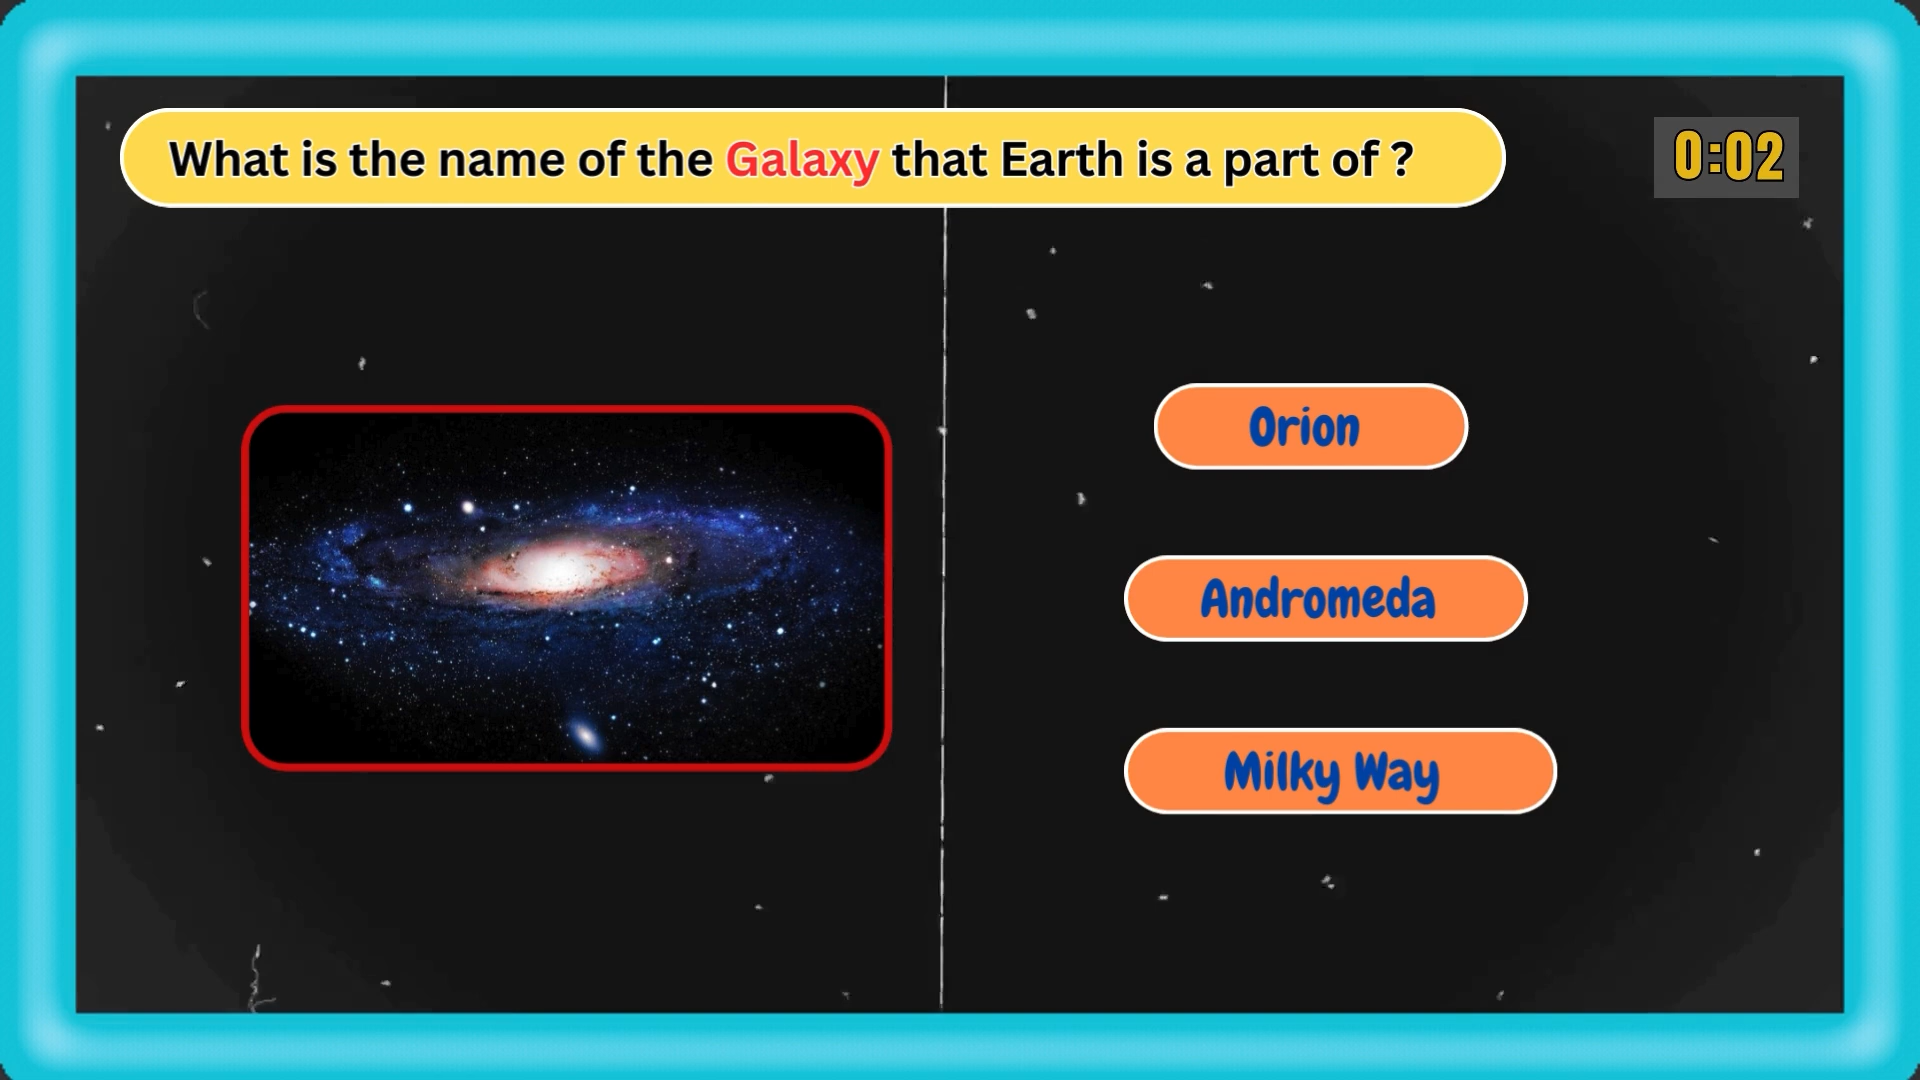 What is the name of the Galaxy that Earth is a part of ?
0:02
Orion
Andromeda
Milky Way